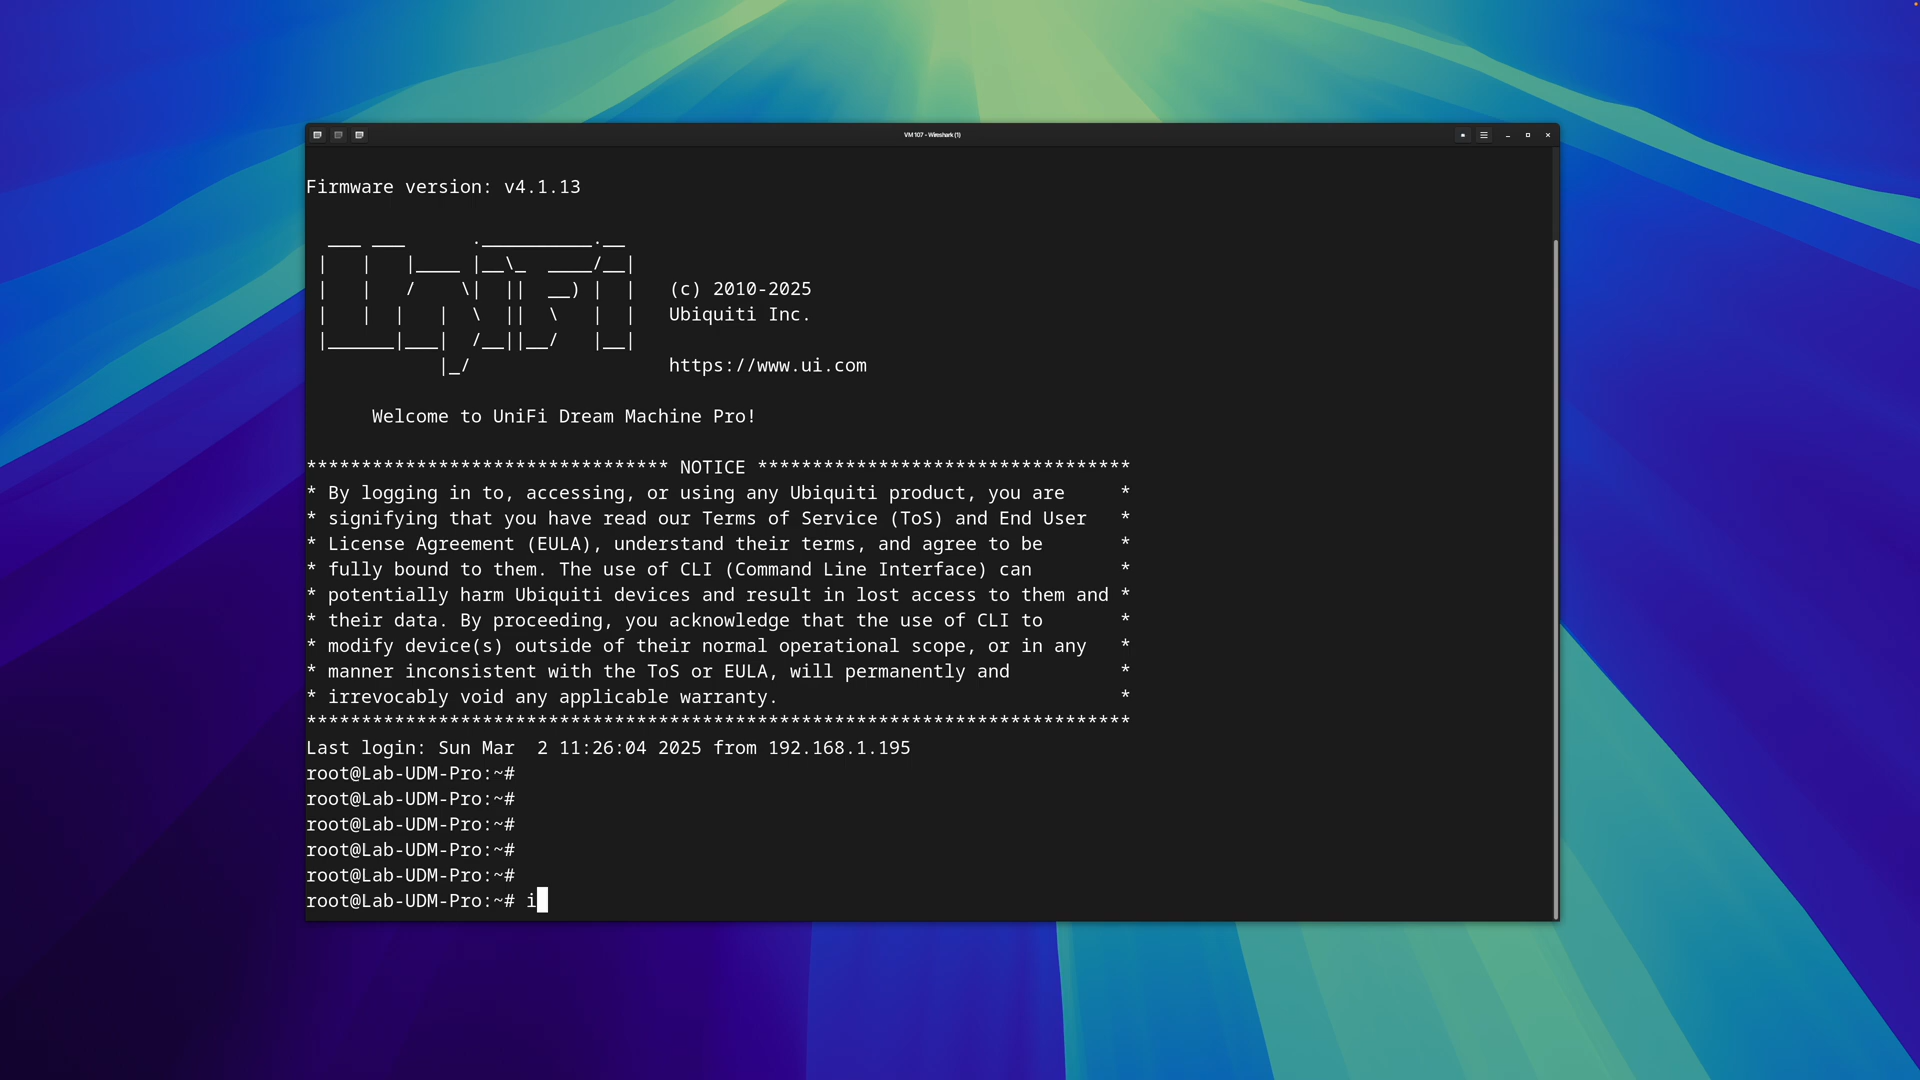 VM 107 - Wireshark (1)
Firmware version: v4.1.13
  ___ ___      .__________.__
 |   |   |____ |__\_  ____/__|
 |   |   /    \|  ||  __) |  |   (c) 2010-2025
 |   |  |   |  \  ||  \   |  |   Ubiquiti Inc.
 |______|___|  /__||__/   |__|
            |_/                  https://www.ui.com
      Welcome to UniFi Dream Machine Pro!
********************************* NOTICE **********************************
* By logging in to, accessing, or using any Ubiquiti product, you are     *
* signifying that you have read our Terms of Service (ToS) and End User   *
* License Agreement (EULA), understand their terms, and agree to be       *
* fully bound to them. The use of CLI (Command Line Interface) can        *
* potentially harm Ubiquiti devices and result in lost access to them and *
* their data. By proceeding, you acknowledge that the use of CLI to       *
* modify device(s) outside of their normal operational scope, or in any   *
* manner inconsistent with the ToS or EULA, will permanently and          *
* irrevocably void any applicable warranty.                               *
***************************************************************************
Last login: Sun Mar  2 11:26:04 2025 from 192.168.1.195
root@Lab-UDM-Pro:~#
root@Lab-UDM-Pro:~#
root@Lab-UDM-Pro:~#
root@Lab-UDM-Pro:~#
root@Lab-UDM-Pro:~#
root@Lab-UDM-Pro:~# i